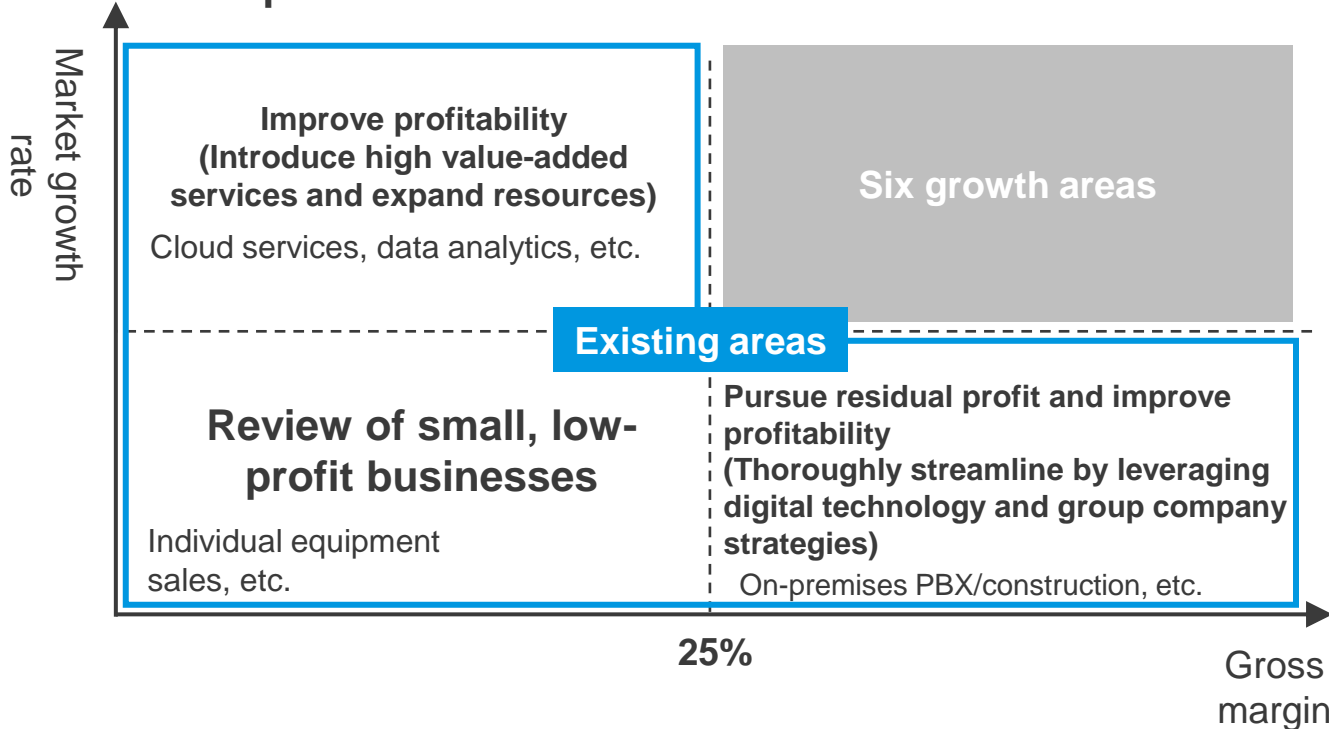 Market growth
rate
Improve profitability
(Introduce high value-added
services and expand resources)
Cloud services, data analytics, etc.
Six growth areas
Existing areas
Review of small, low-
profit businesses
Individual equipment
sales, etc.
Pursue residual profit and improve
profitability
(Thoroughly streamline by leveraging
digital technology and group company
strategies)
On-premises PBX/construction, etc.
25%
Gross
margin